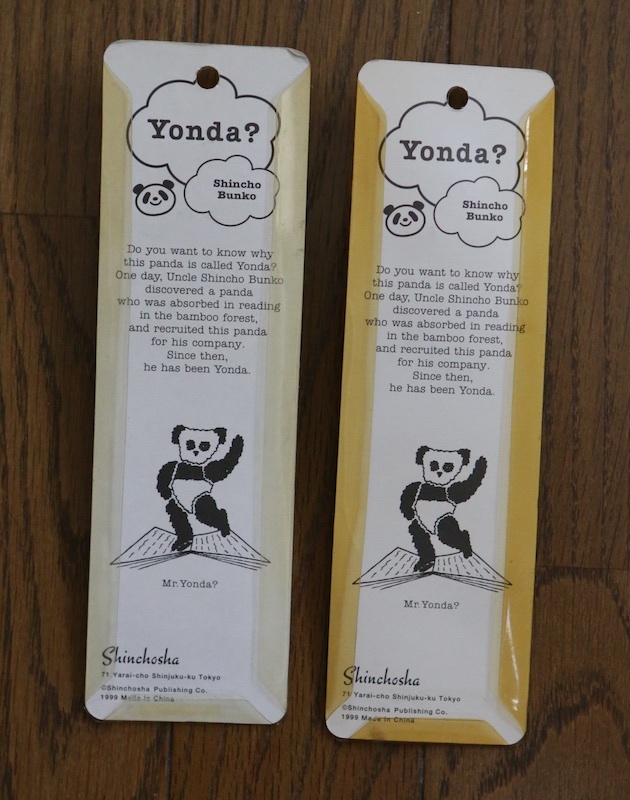 Yonda?
Shincho
Bunko
Do you want to know why
this panda is called Yonda?
One day, Uncle Shincho Bunko
discovered a panda
who was absorbed in reading
in the bamboo forest,
and recruited this panda
for his company.
Since then,
he has been Yonda.
Mr.Yonda?
Shinchosha
71 Yarai-cho Shinjuku-ku Tokyo
©Shinchosha Publishing Co.
1999 Made in China
Yonda?
Shincho
Bunko
Do you want to know why
this panda is called Yonda?
One day, Uncle Shincho Bunko
discovered a panda
who was absorbed in reading
in the bamboo forest,
and recruited this panda
for his company.
Since then,
he has been Yonda.
Mr.Yonda?
Shinchosha
71 Yarai-cho Shinjuku-ku Tokyo
©Shinchosha Publishing Co.
1999 Made in China